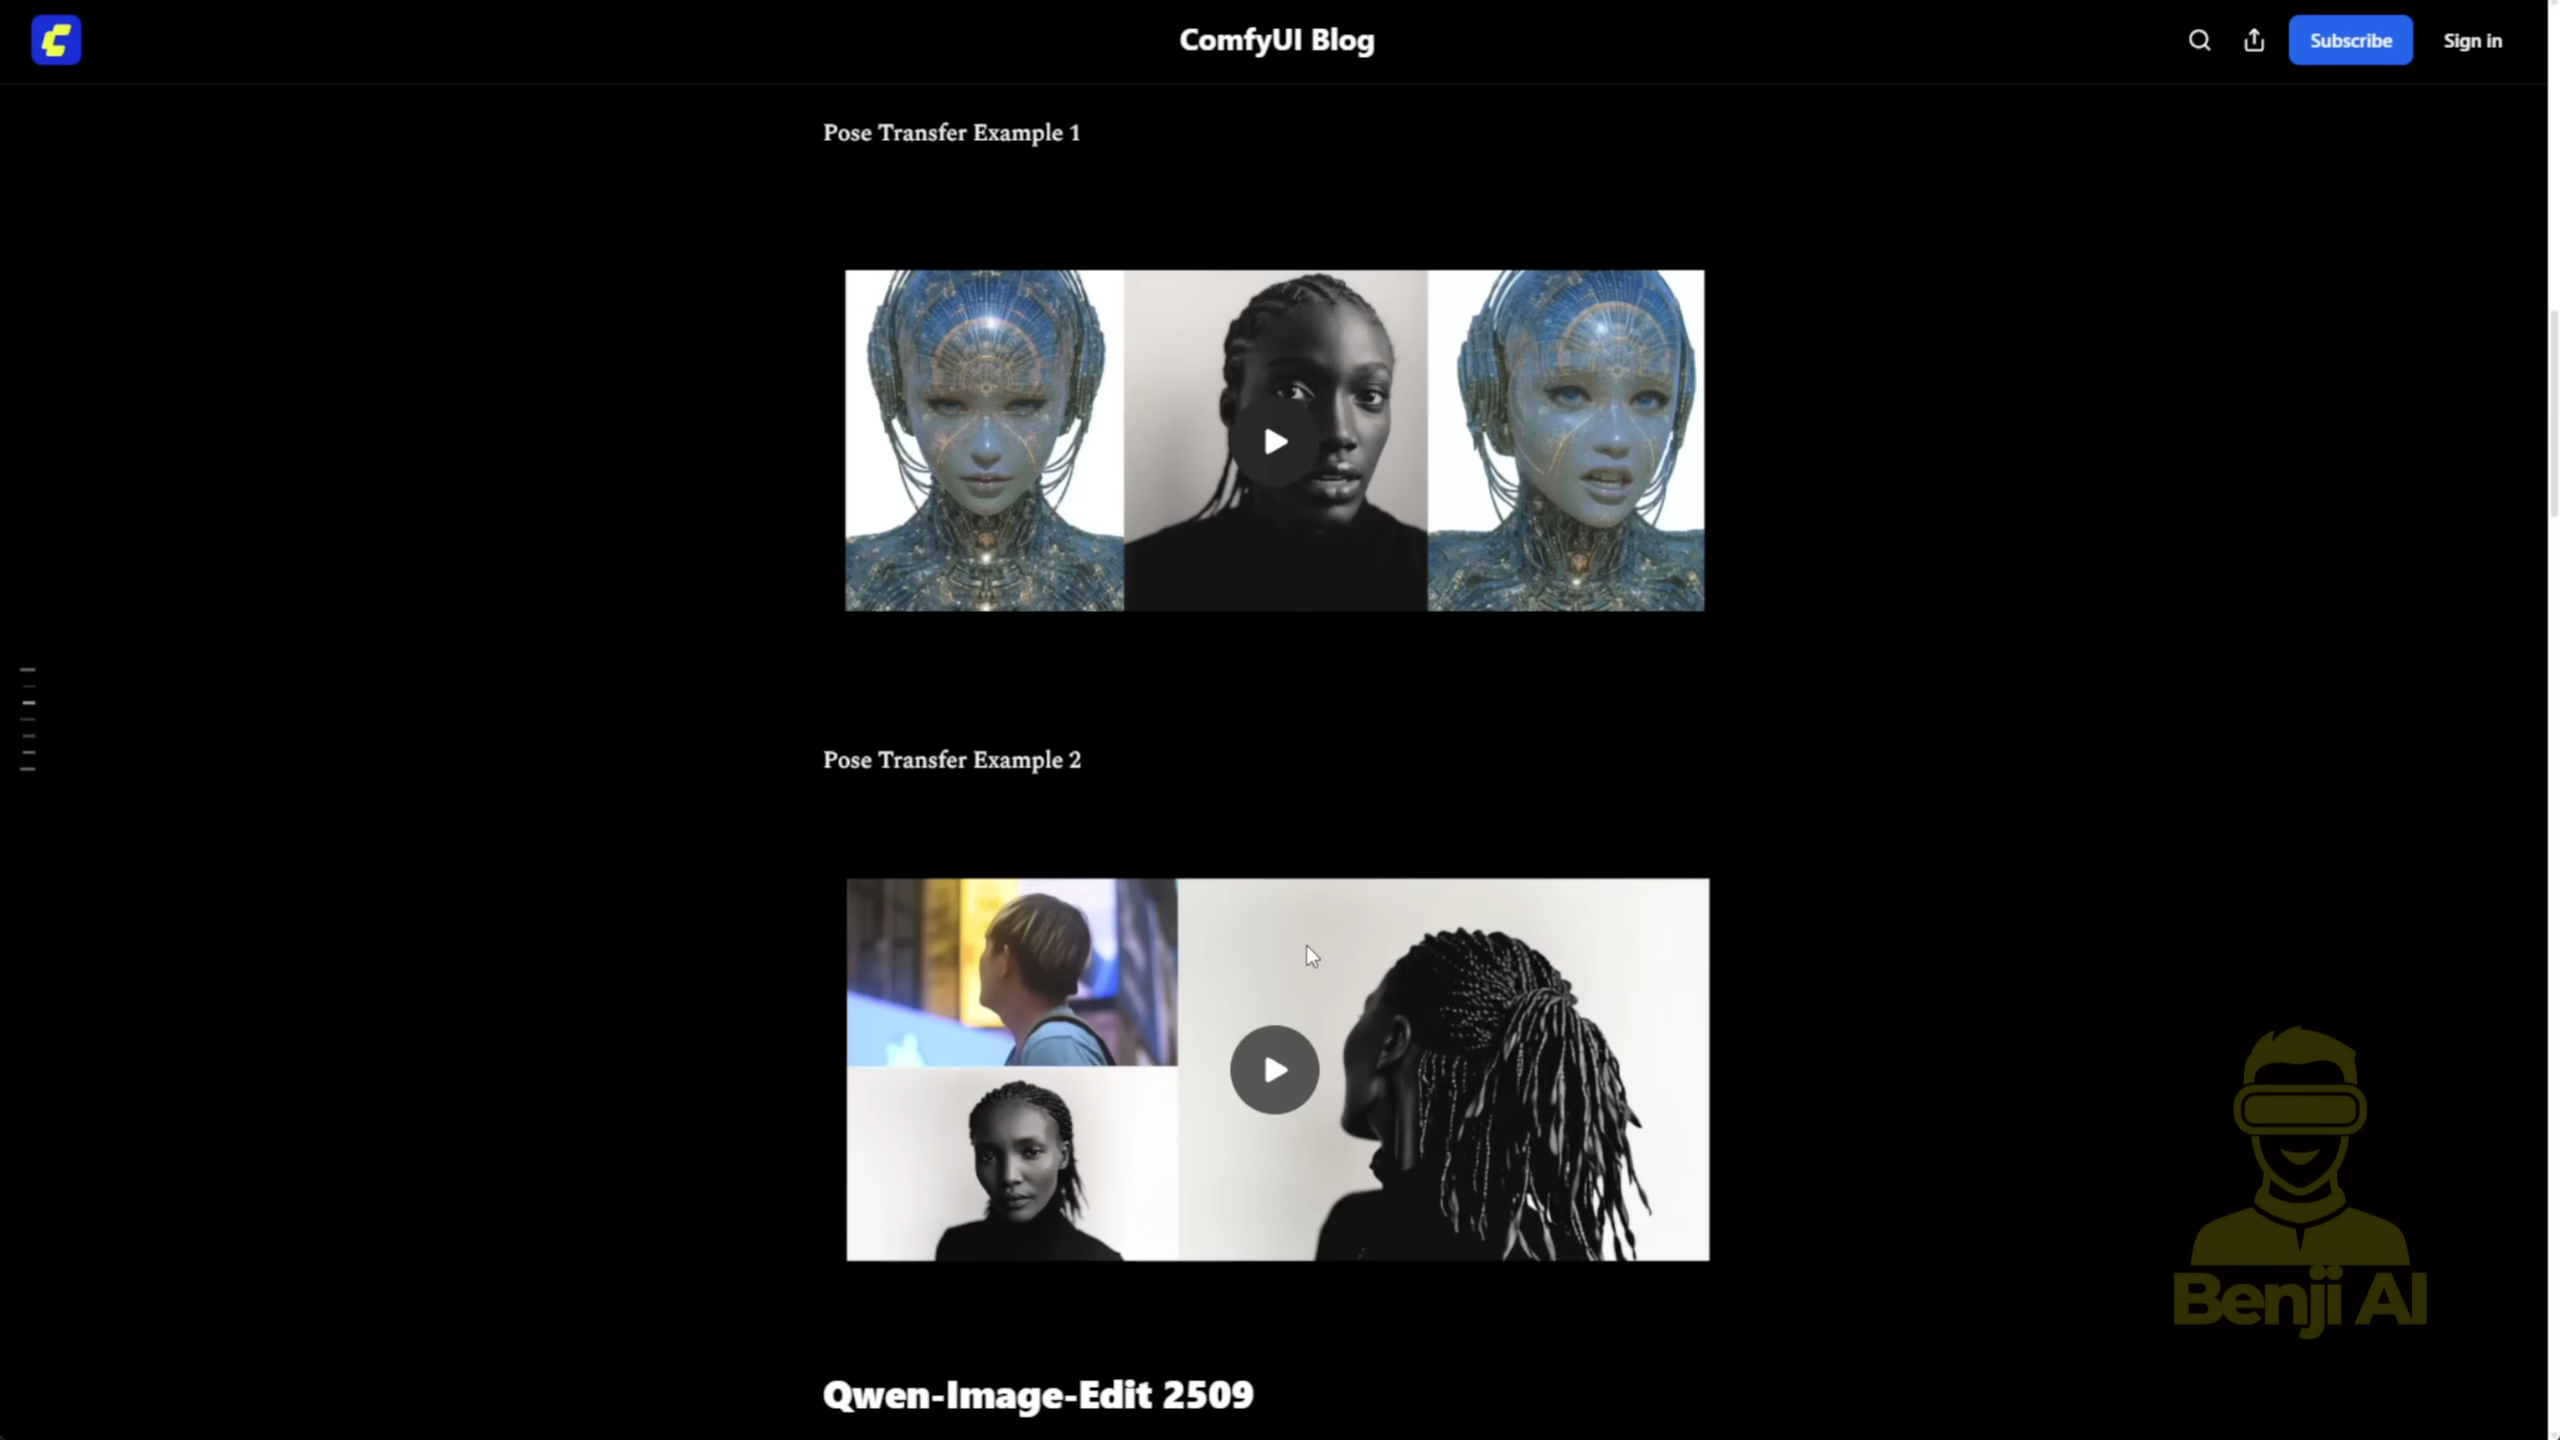 ComfyUI Blog
Subscribe
Sign in
Pose Transfer Example 1
Pose Transfer Example 2
Benji AI
Qwen-Image-Edit 2509